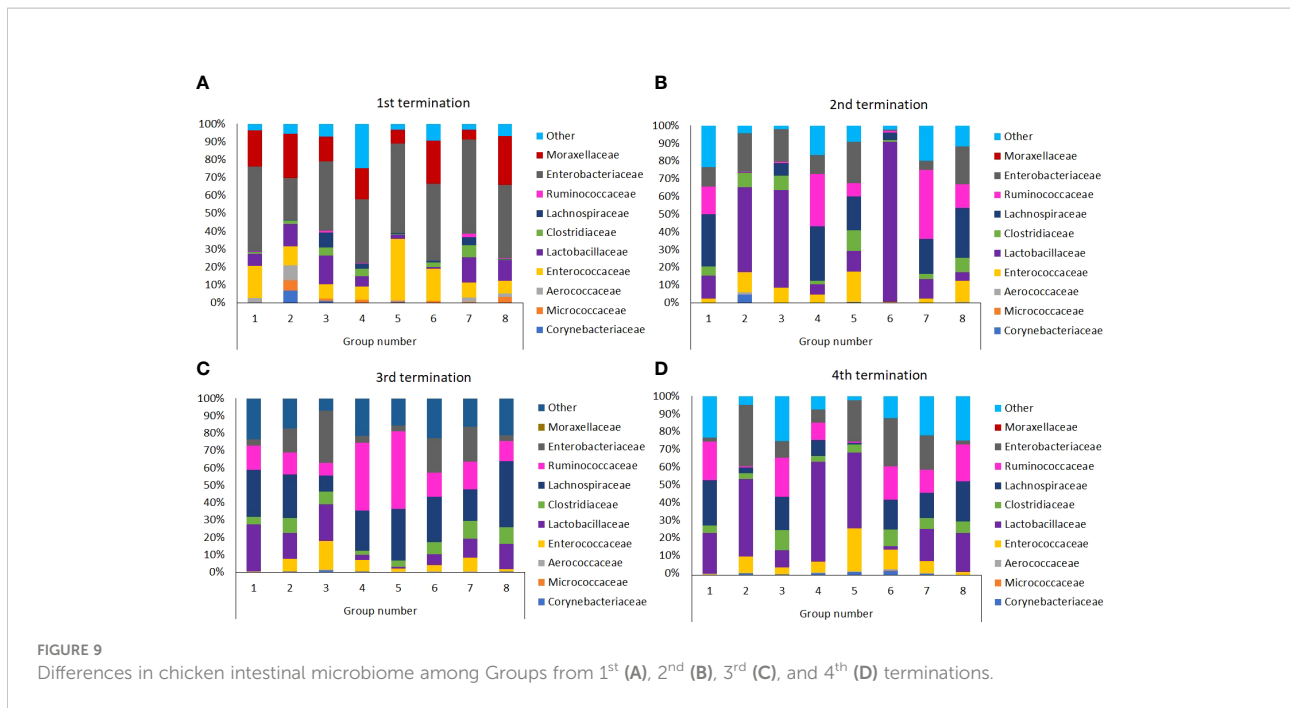 A
1st termination
100%
90%
80%
70%
60%
50%
40%
30%
20%
10%
0%
1 2 3 4 5 6 7 8
Group number
Other
Moraxellaceae
Enterobacteriaceae
Ruminococcaceae
Lachnospiraceae
Clostridiaceae
Lactobacillaceae
Enterococcaceae
Aerococcaceae
Micrococcaceae
Corynebacteriaceae
B
2nd termination
100%
90%
80%
70%
60%
50%
40%
30%
20%
10%
0%
1 2 3 4 5 6 7 8
Group number
Other
Moraxellaceae
Enterobacteriaceae
Ruminococcaceae
Lachnospiraceae
Clostridiaceae
Lactobacillaceae
Enterococcaceae
Aerococcaceae
Micrococcaceae
Corynebacteriaceae
C
3rd termination
100%
90%
80%
70%
60%
50%
40%
30%
20%
10%
0%
1 2 3 4 5 6 7 8
Group number
Other
Moraxellaceae
Enterobacteriaceae
Ruminococcaceae
Lachnospiraceae
Clostridiaceae
Lactobacillaceae
Enterococcaceae
Aerococcaceae
Micrococcaceae
Corynebacteriaceae
D
4th termination
100%
90%
80%
70%
60%
50%
40%
30%
20%
10%
0%
1 2 3 4 5 6 7 8
Group number
Other
Moraxellaceae
Enterobacteriaceae
Ruminococcaceae
Lachnospiraceae
Clostridiaceae
Lactobacillaceae
Enterococcaceae
Aerococcaceae
Micrococcaceae
Corynebacteriaceae
FIGURE 9
Differences in chicken intestinal microbiome among Groups from 1st (A), 2nd (B), 3rd (C), and 4th (D) terminations.